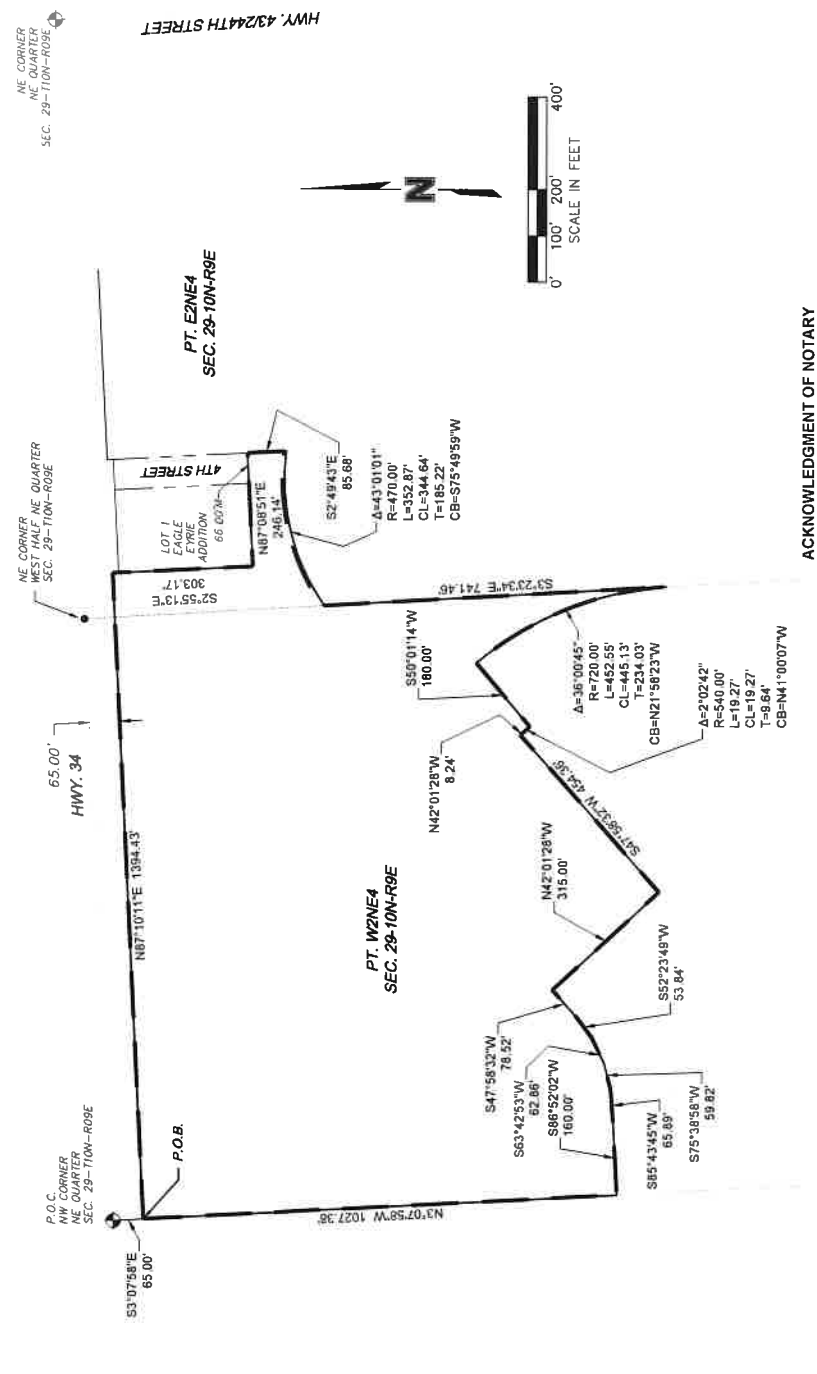 NE CORNER
NE QUARTER
SEC. 29-T10N-R09E
HWY. 43/244TH STREET
N
0'
100'
200'
400'
SCALE IN FEET
PT. E2NE4
SEC. 29-10N-R9E
NE CORNER
WEST HALF NE QUARTER
SEC. 29-T10N-R09E
4TH STREET
66.00'M
LOT 1
EAGLE
EYRIE
ADDITION
N87°08'51"E
246.14'
S2°49'43"E
85.68'
Δ=43°01'01"
R=470.00'
L=352.87'
CL=344.64'
T=185.22'
CB=S75°49'59"W
S2°55'13"E
303.17'
S3°23'34"E 741.46'
65.00'
HWY. 34
N87°10'11"E 1394.43'
S50°01'14"W
180.00'
Δ=36°00'45"
R=720.00'
L=452.55'
CL=445.13'
T=234.03'
CB=N21°58'23"W
N42°01'28"W
8.24'
Δ=2°02'42"
R=540.00'
L=19.27'
CL=19.27'
T=9.64'
CB=N41°00'07"W
S47°58'32"W 454.36'
PT. W2NE4
SEC. 29-10N-R9E
N42°01'28"W
315.00'
S52°23'49"W
53.84'
S47°58'32"W
78.52'
S63°42'53"W
62.86'
S86°52'02"W
160.00'
S75°38'58"W
59.82'
S85°43'45"W
65.89'
P.O.C.
NW CORNER
NE QUARTER
SEC. 29-T10N-R09E
P.O.B.
S3°07'58"E
65.00'
N3°07'58"W 1027.38'
ACKNOWLEDGMENT OF NOTARY